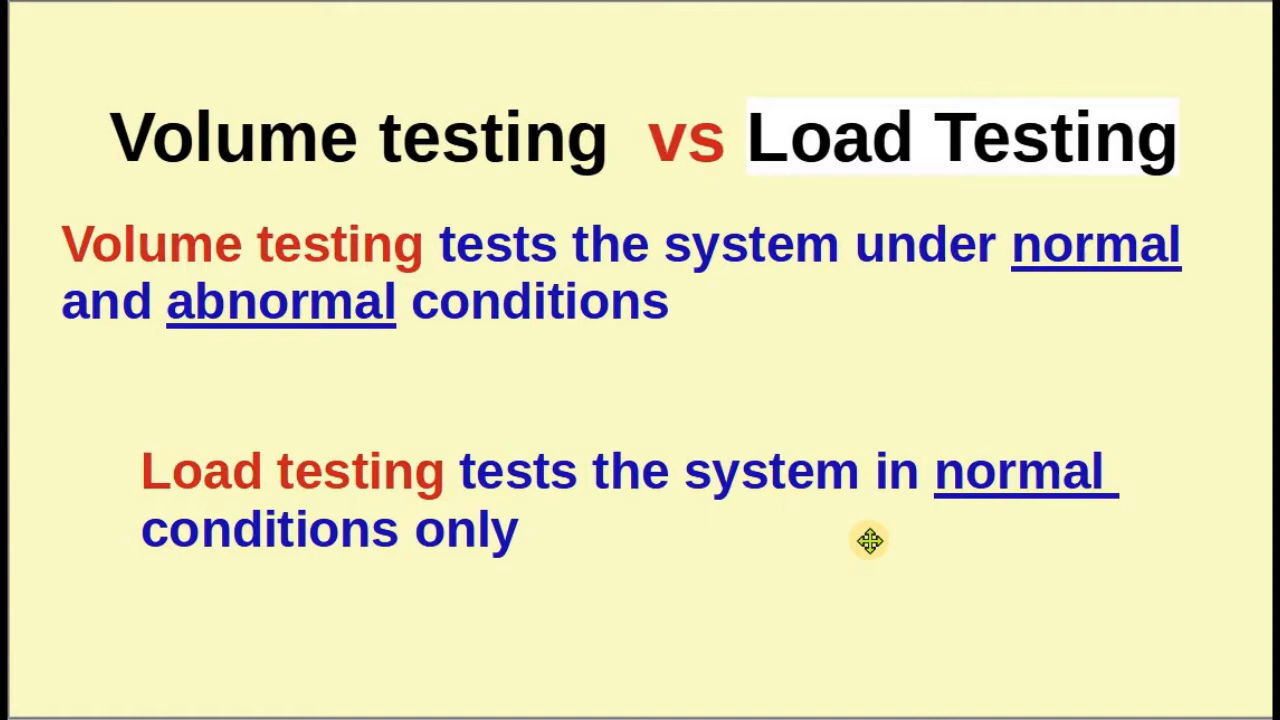 Volume testing vs Load Testing
Volume testing tests the system under normal
and abnormal conditions
Load testing tests the system in normal
conditions only